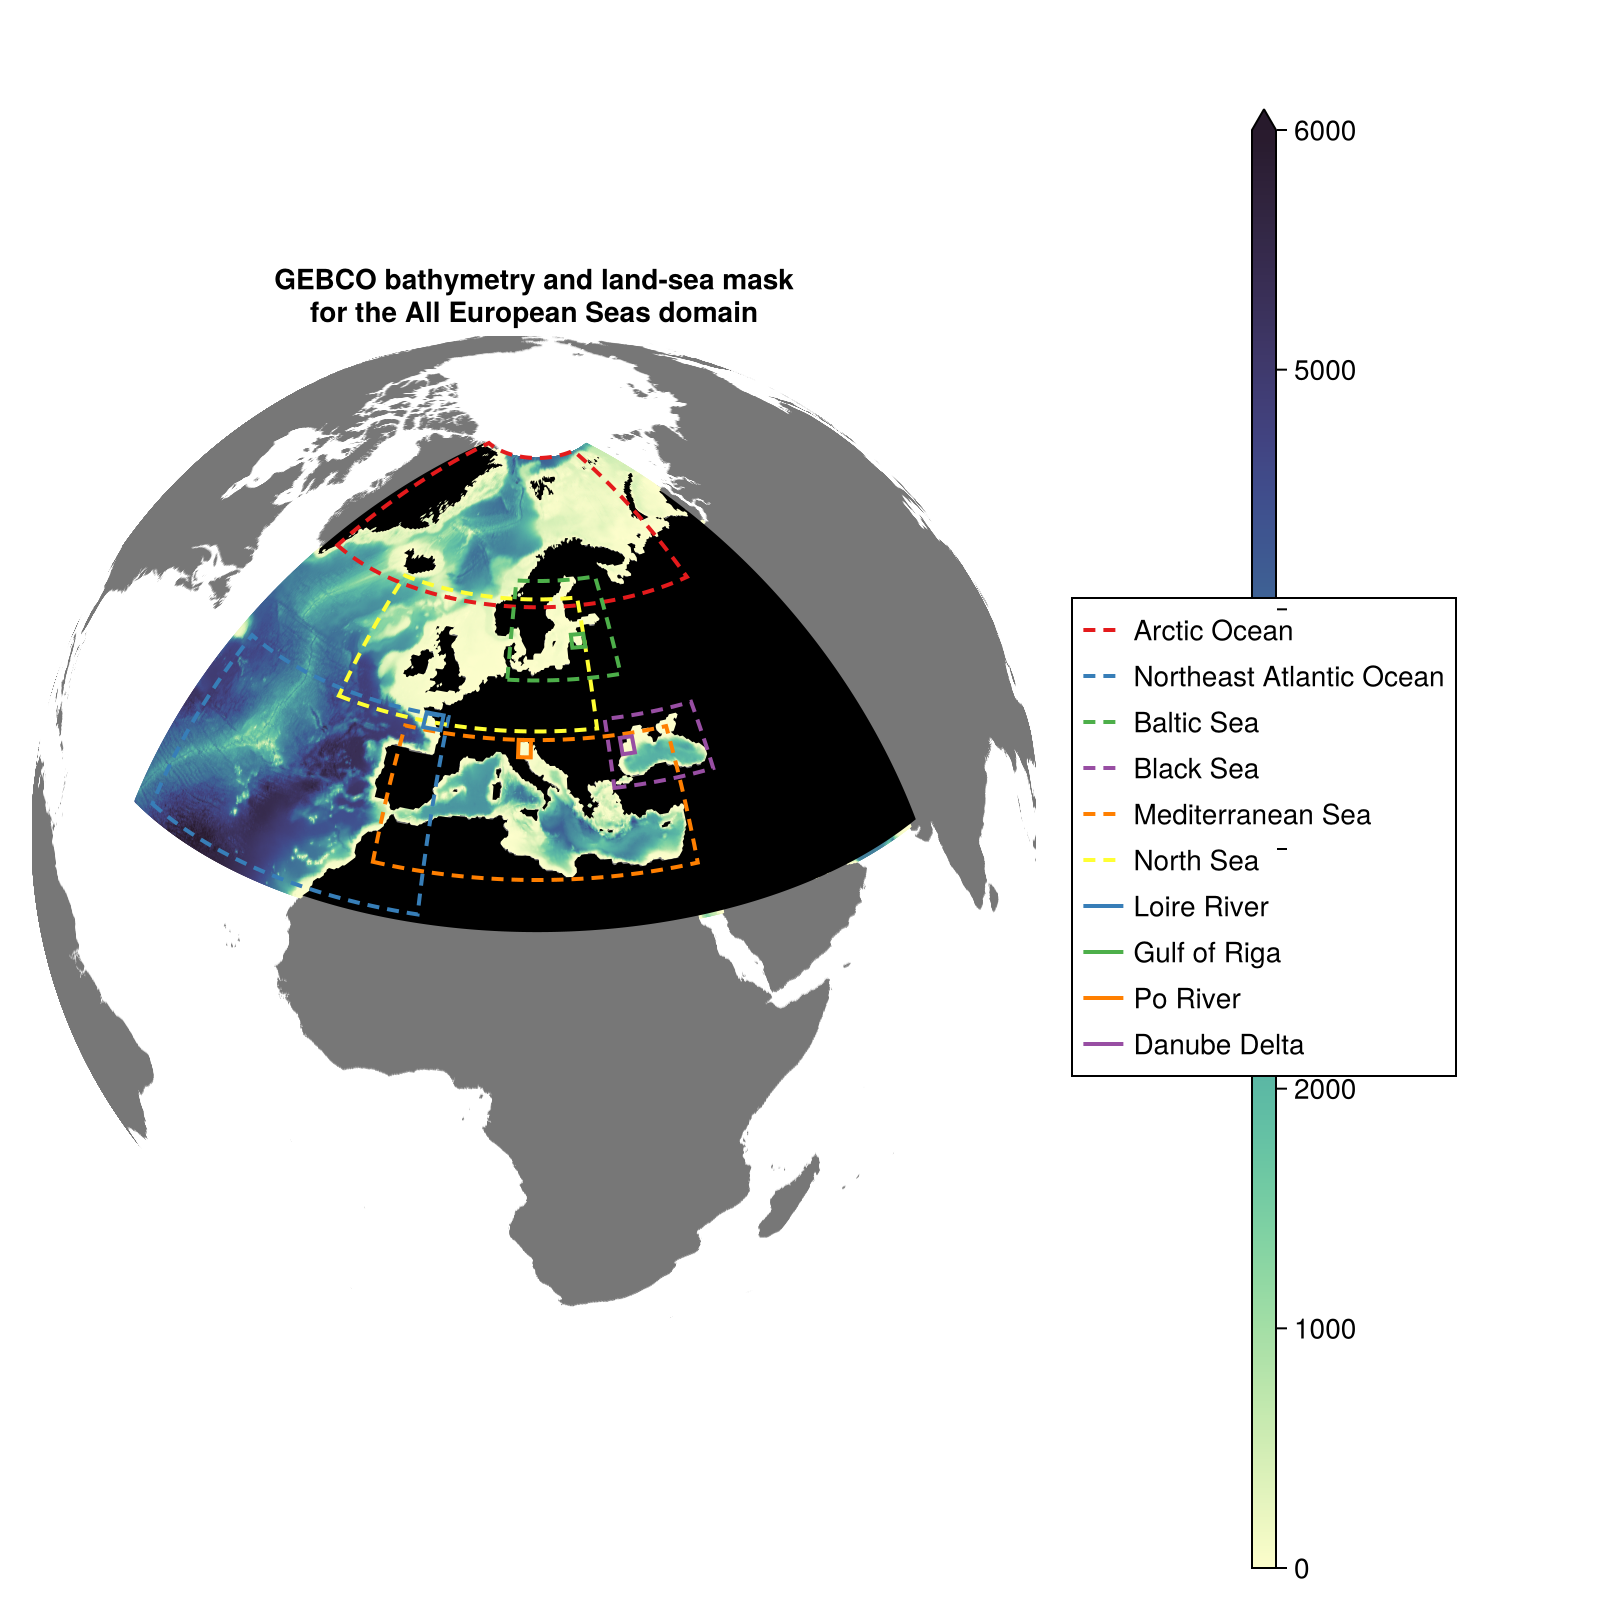 GEBCO bathymetry and land-sea mask
for the All European Seas domain
6000
5000
Arctic Ocean
Northeast Atlantic Ocean
Baltic Sea
Black Sea
Mediterranean Sea
North Sea
Loire River
Gulf of Riga
Po River
Danube Delta
2000
1000
0